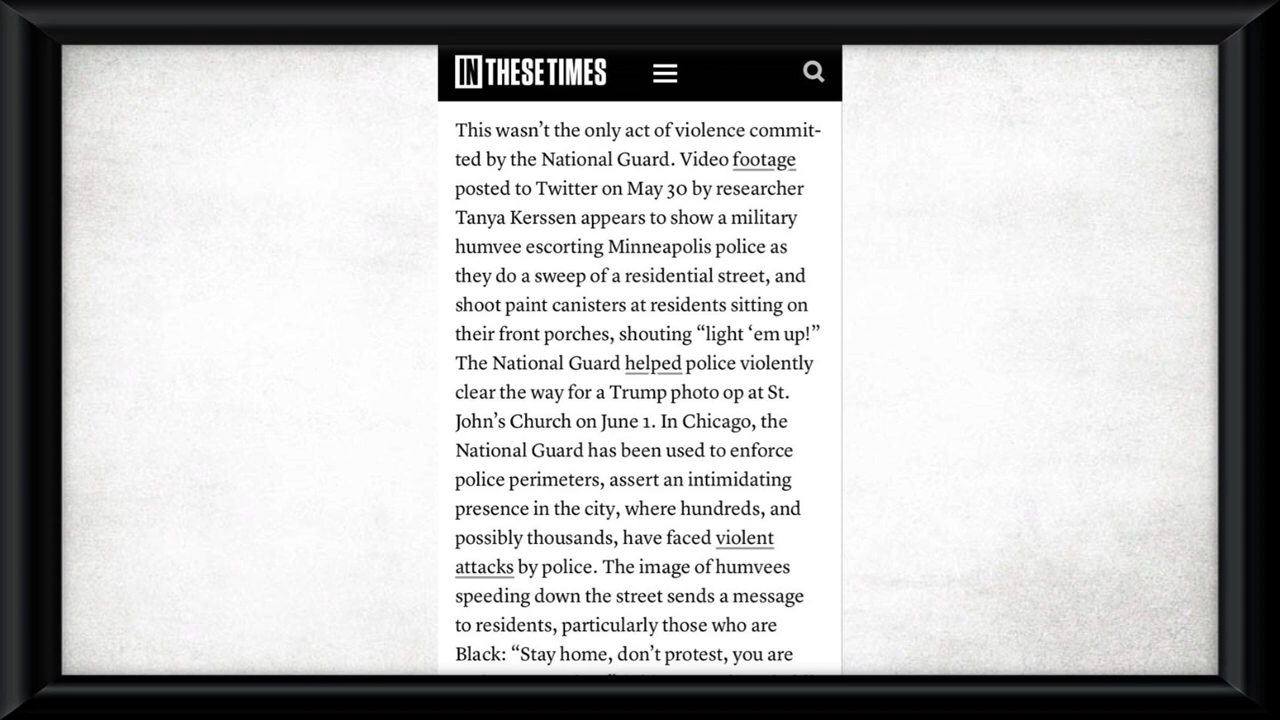 IN THESE TIMES
This wasn’t the only act of violence commit-
ted by the National Guard. Video footage
posted to Twitter on May 30 by researcher
Tanya Kerssen appears to show a military
humvee escorting Minneapolis police as
they do a sweep of a residential street, and
shoot paint canisters at residents sitting on
their front porches, shouting “light ‘em up!”
The National Guard helped police violently
clear the way for a Trump photo op at St.
John’s Church on June 1. In Chicago, the
National Guard has been used to enforce
police perimeters, assert an intimidating
presence in the city, where hundreds, and
possibly thousands, have faced violent
attacks by police. The image of humvees
speeding down the street sends a message
to residents, particularly those who are
Black: “Stay home, don’t protest, you are